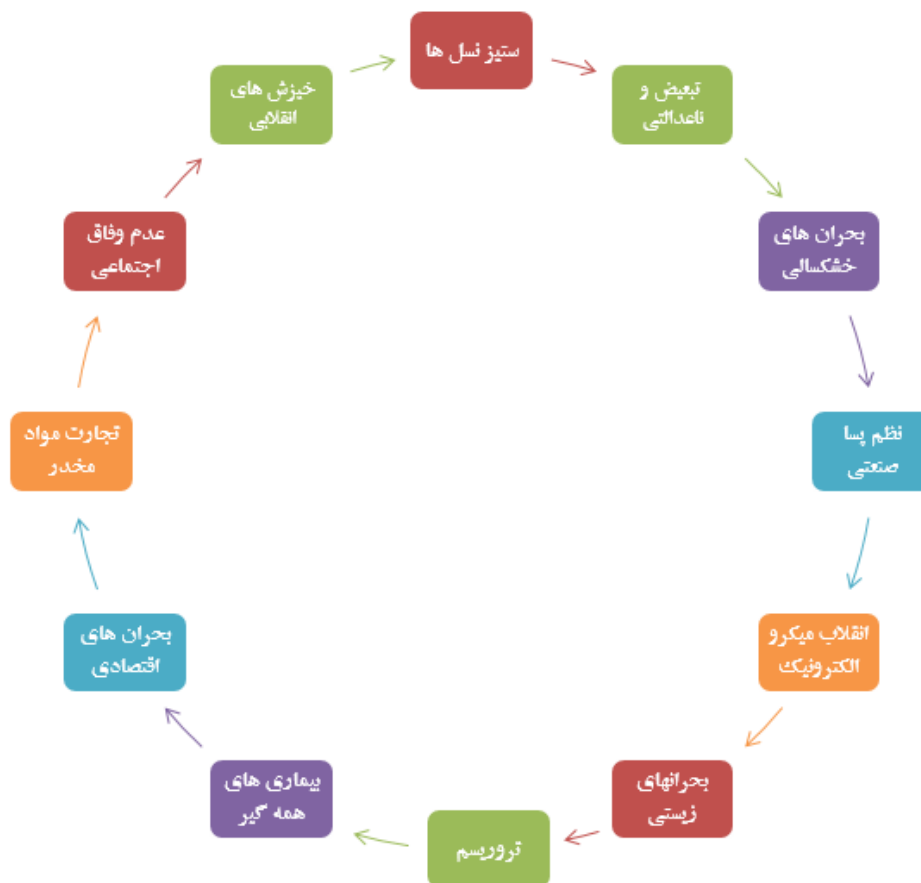 ستیز نسل ها
تبعیض و
ناعدالتی
بحران های
خشکسالی
نظم پسا
صنعتی
انقلاب میکرو
الکترونیک
بحرانهای
زیستی
تروریسم
بیماری های
همه گیر
بحران های
اقتصادی
تجارت مواد
مخدر
عدم وفاق
اجتماعی
خیزش های
انقلابی